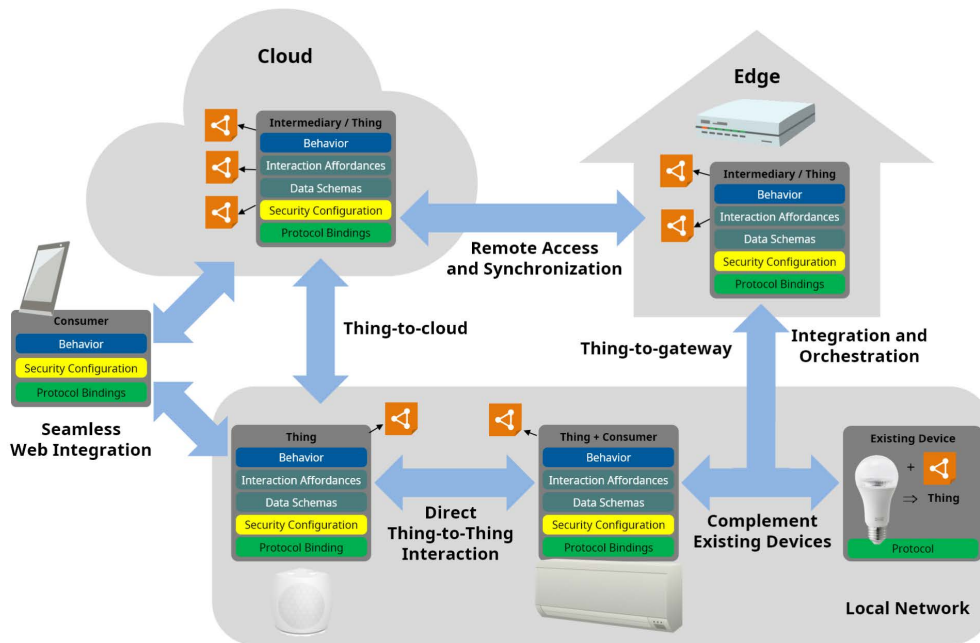 Cloud
Intermediary / Thing
Behavior
Interaction Affordances
Data Schemas
Security Configuration
Protocol Bindings
Edge
Intermediary / Thing
Behavior
Interaction Affordances
Data Schemas
Security Configuration
Protocol Bindings
Remote Access
and Synchronization
Consumer
Behavior
Security Configuration
Protocol Bindings
Seamless
Web Integration
Thing-to-cloud
Thing-to-gateway
Integration and
Orchestration
Thing
Behavior
Interaction Affordances
Data Schemas
Security Configuration
Protocol Binding
Direct
Thing-to-Thing
Interaction
Thing + Consumer
Behavior
Interaction Affordances
Data Schemas
Security Configuration
Protocol Bindings
Complement
Existing Devices
Existing Device
+
⇒ Thing
Protocol
Local Network